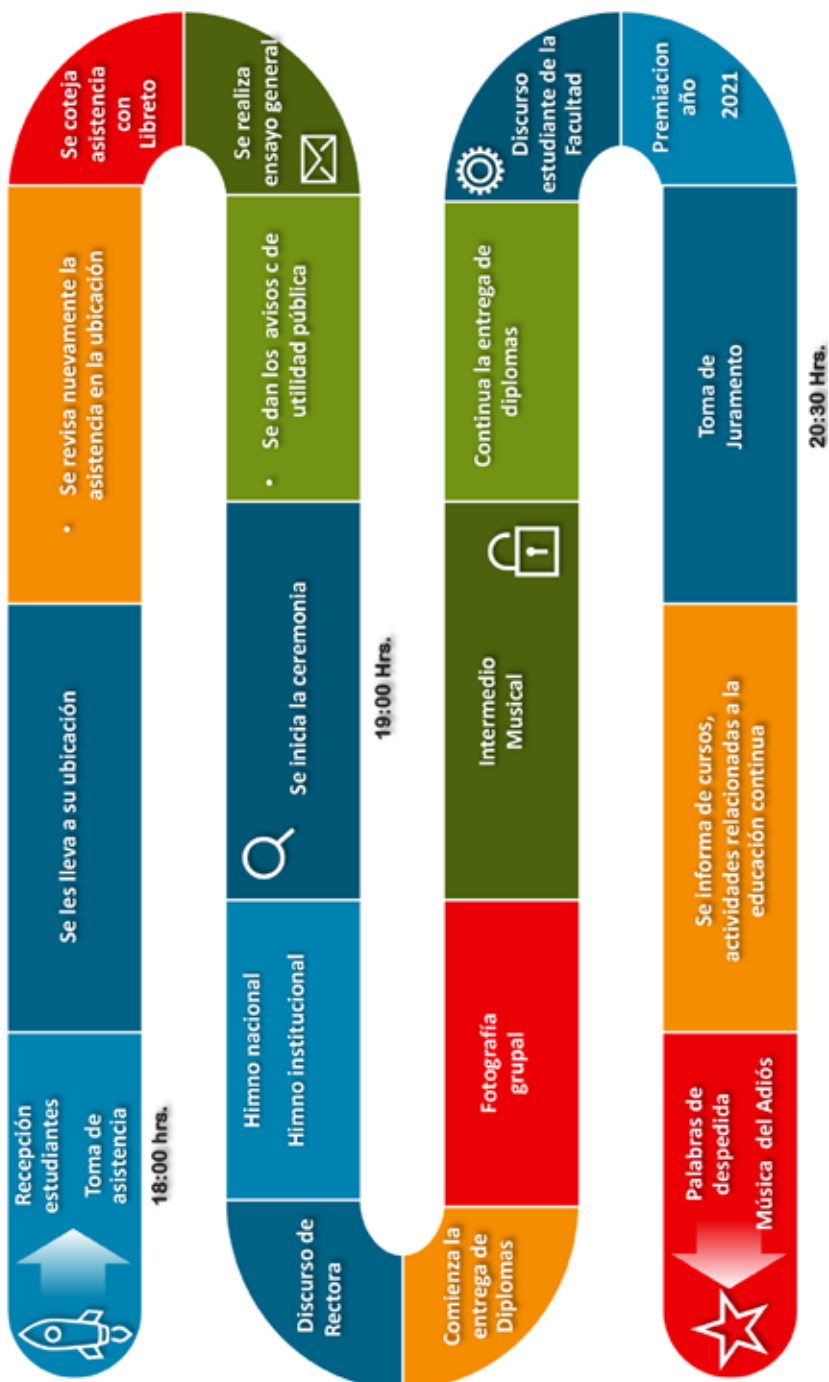 Recepción
estudiantes
Toma de
asistencia
18:00 hrs.
Se les lleva a su ubicación
• Se revisa nuevamente la
asistencia en la ubicación
Se coteja
asistencia
con
Libreto
Se realiza
ensayo general
• Se dan los avisos c de
utilidad pública
Se inicia la ceremonia
19:00 Hrs.
Himno nacional
Himno institucional
Discurso de
Rectora
Comienza la
entrega de
Diplomas
Fotografía
grupal
Intermedio
Musical
Continua la entrega de
diplomas
Discurso
estudiante de la
Facultad
Premiacion
año
2021
Toma de
Juramento
20:30 Hrs.
Se informa de cursos,
actividades relacionadas a la
educación continua
Palabras de
despedida
Música del Adiós